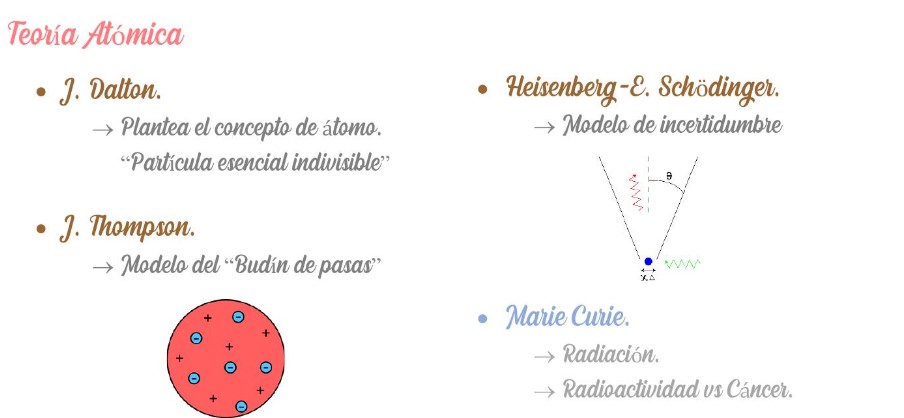 Teoría Atómica
• J. Dalton.
→ Plantea el concepto de átomo.
“Partícula esencial indivisible”
• J. Thompson.
→ Modelo del “Budín de pasas”
• Heisenberg-E. Schödinger.
→ Modelo de incertidumbre
θ
• Marie Curie.
→ Radiación.
→ Radioactividad vs Cáncer.